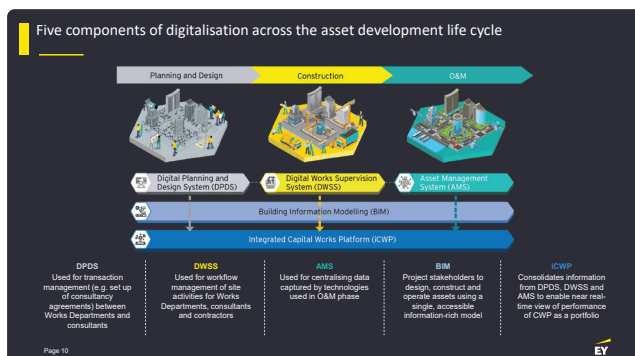 Five components of digitalisation across the asset development life cycle
Planning and Design
Construction
O&M
Digital Planning and
Design System (DPDS)
Digital Works Supervision
System (DWSS)
Asset Management
System (AMS)
Building Information Modelling (BIM)
Integrated Capital Works Platform (iCWP)
DPDS
Used for transaction
management (e.g. set up
of consultancy
agreements) between
Works Departments and
consultants
DWSS
Used for workflow
management of site
activities for Works
Departments, consultants
and contractors
AMS
Used for centralising data
captured by technologies
used in O&M phase
BIM
Project stakeholders to
design, construct and
operate assets using a
single, accessible
information-rich model
iCWP
Consolidates information
from DPDS, DWSS and
AMS to enable near real-
time view of performance
of CWP as a portfolio
Page 10
EY